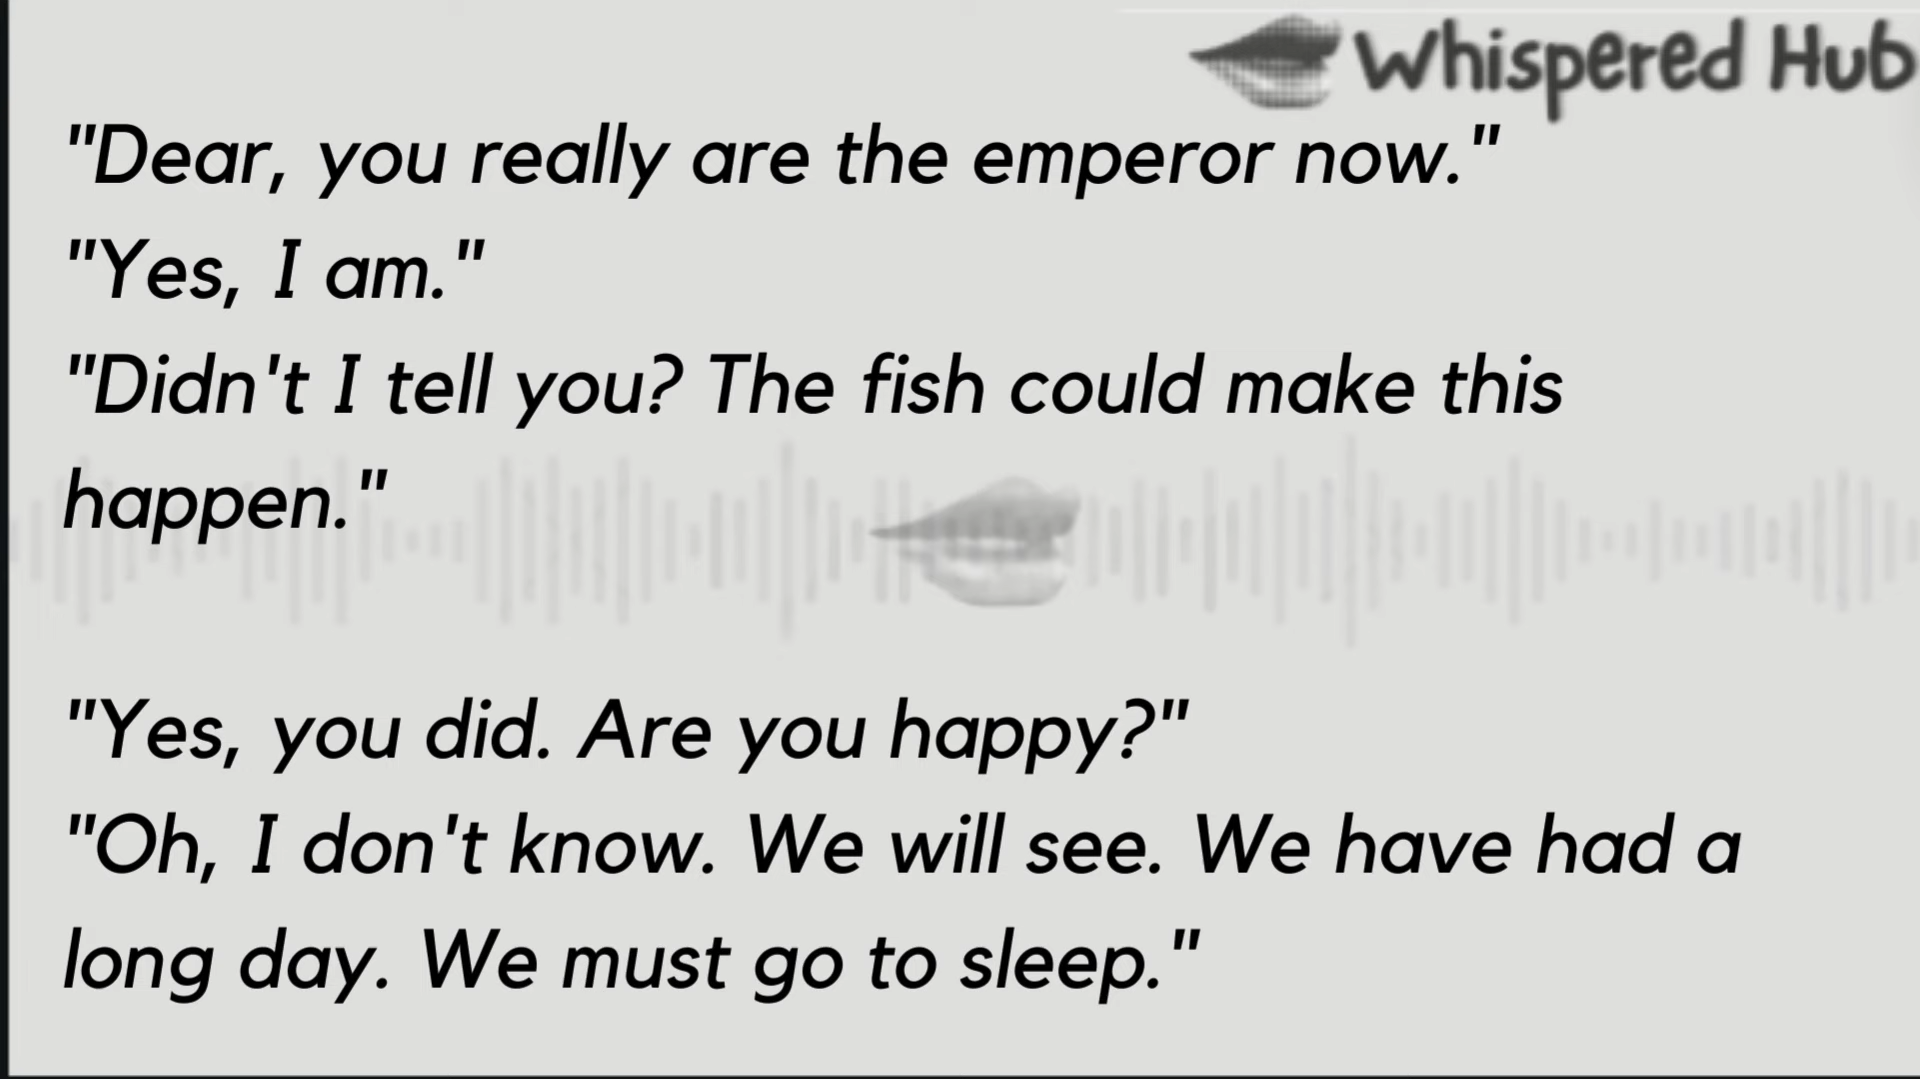 Whispered Hub
"Dear, you really are the emperor now."
"Yes, I am."
"Didn't I tell you? The fish could make this
happen."
"Yes, you did. Are you happy?"
"Oh, I don't know. We will see. We have had a
long day. We must go to sleep."